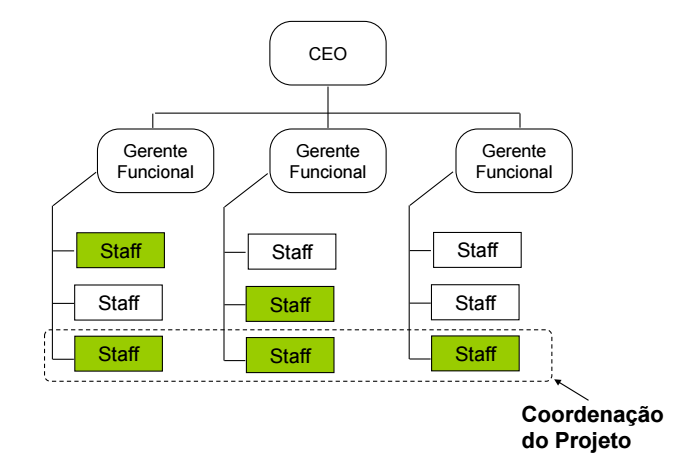 CEO
Gerente
Funcional
Gerente
Funcional
Gerente
Funcional
Staff
Staff
Staff
Staff
Staff
Staff
Staff
Staff
Staff
Coordenação
do Projeto